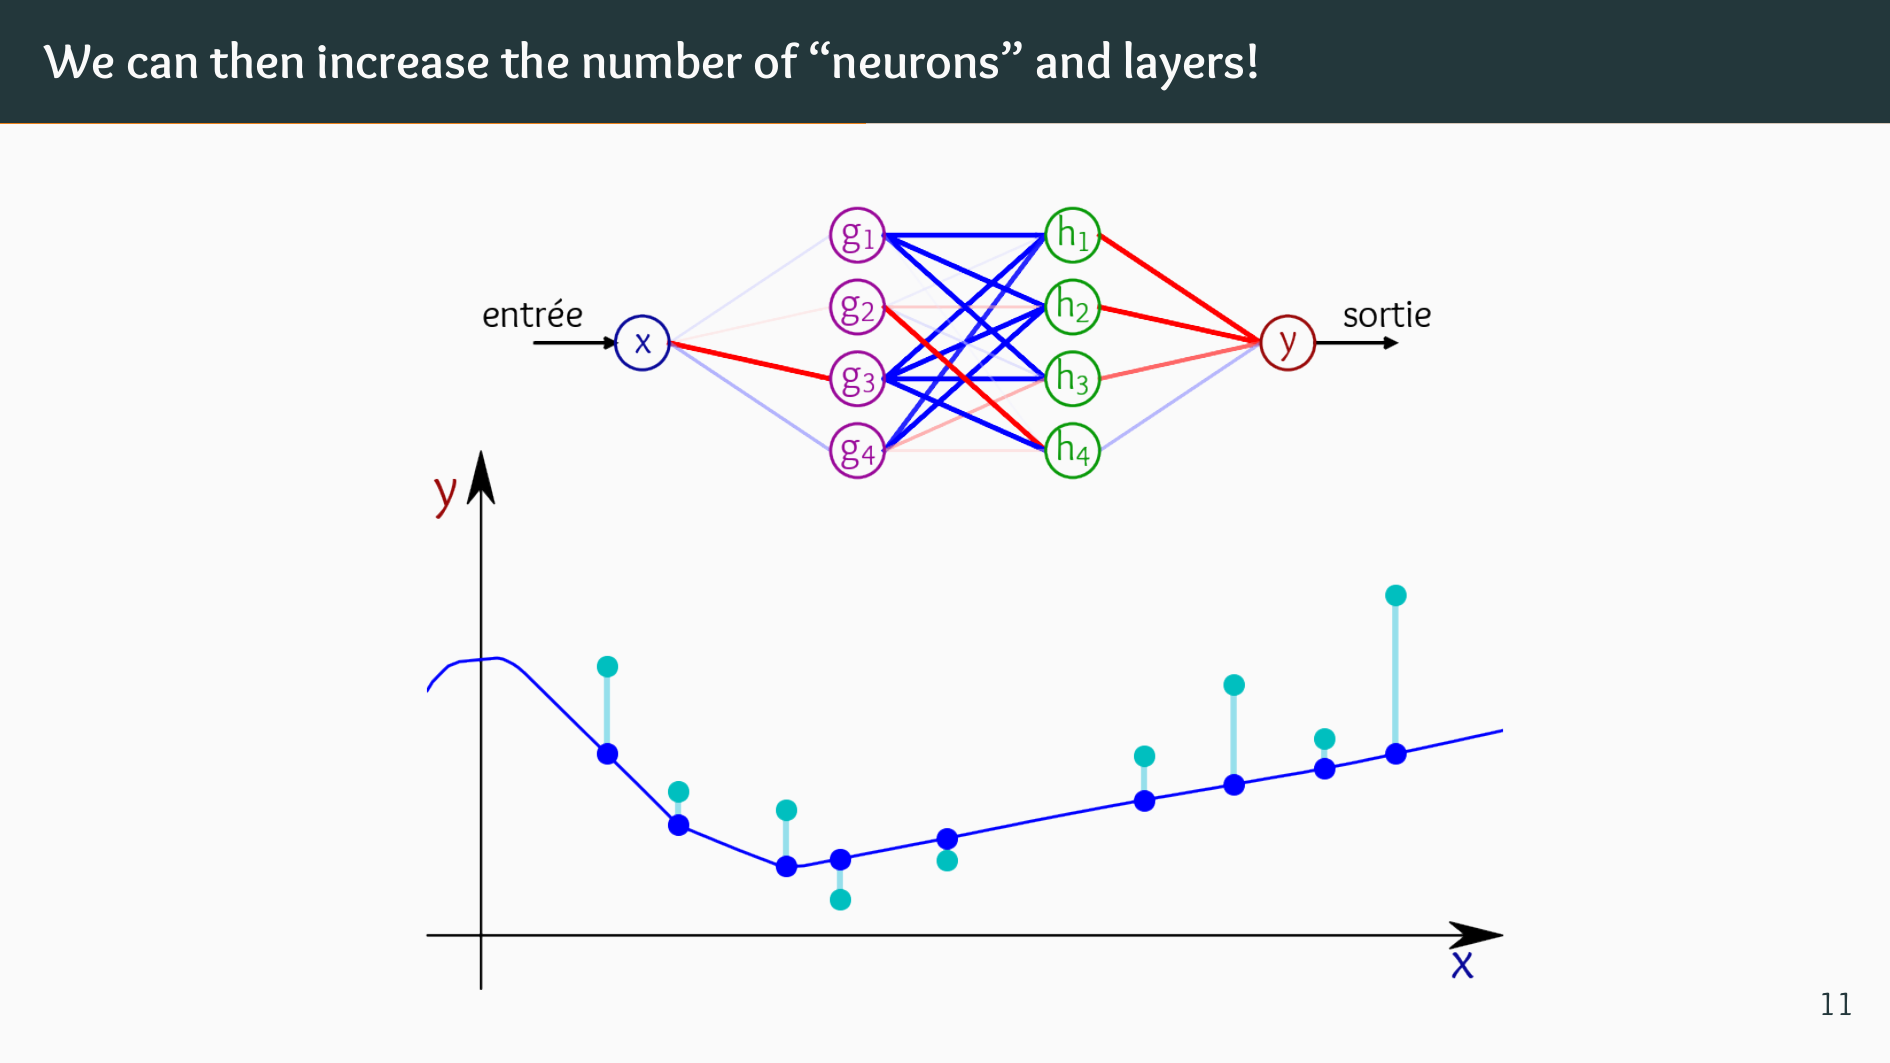 We can then increase the number of “neurons” and layers!
g1 h1
g2 h2
entrée x y sortie
g3 h3
g4 h4
y
x
11